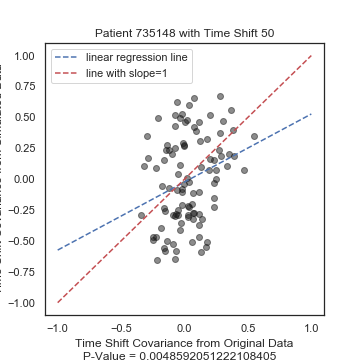 Patient 735148 with Time Shift 50
linear regression line
line with slope=1
1.00
0.75
0.50
0.25
0.00
−0.25
−0.50
−0.75
−1.00
−1.0
−0.5
0.0
0.5
1.0
Time Shift Covariance from Original Data
P-Value = 0.0048592051222108405